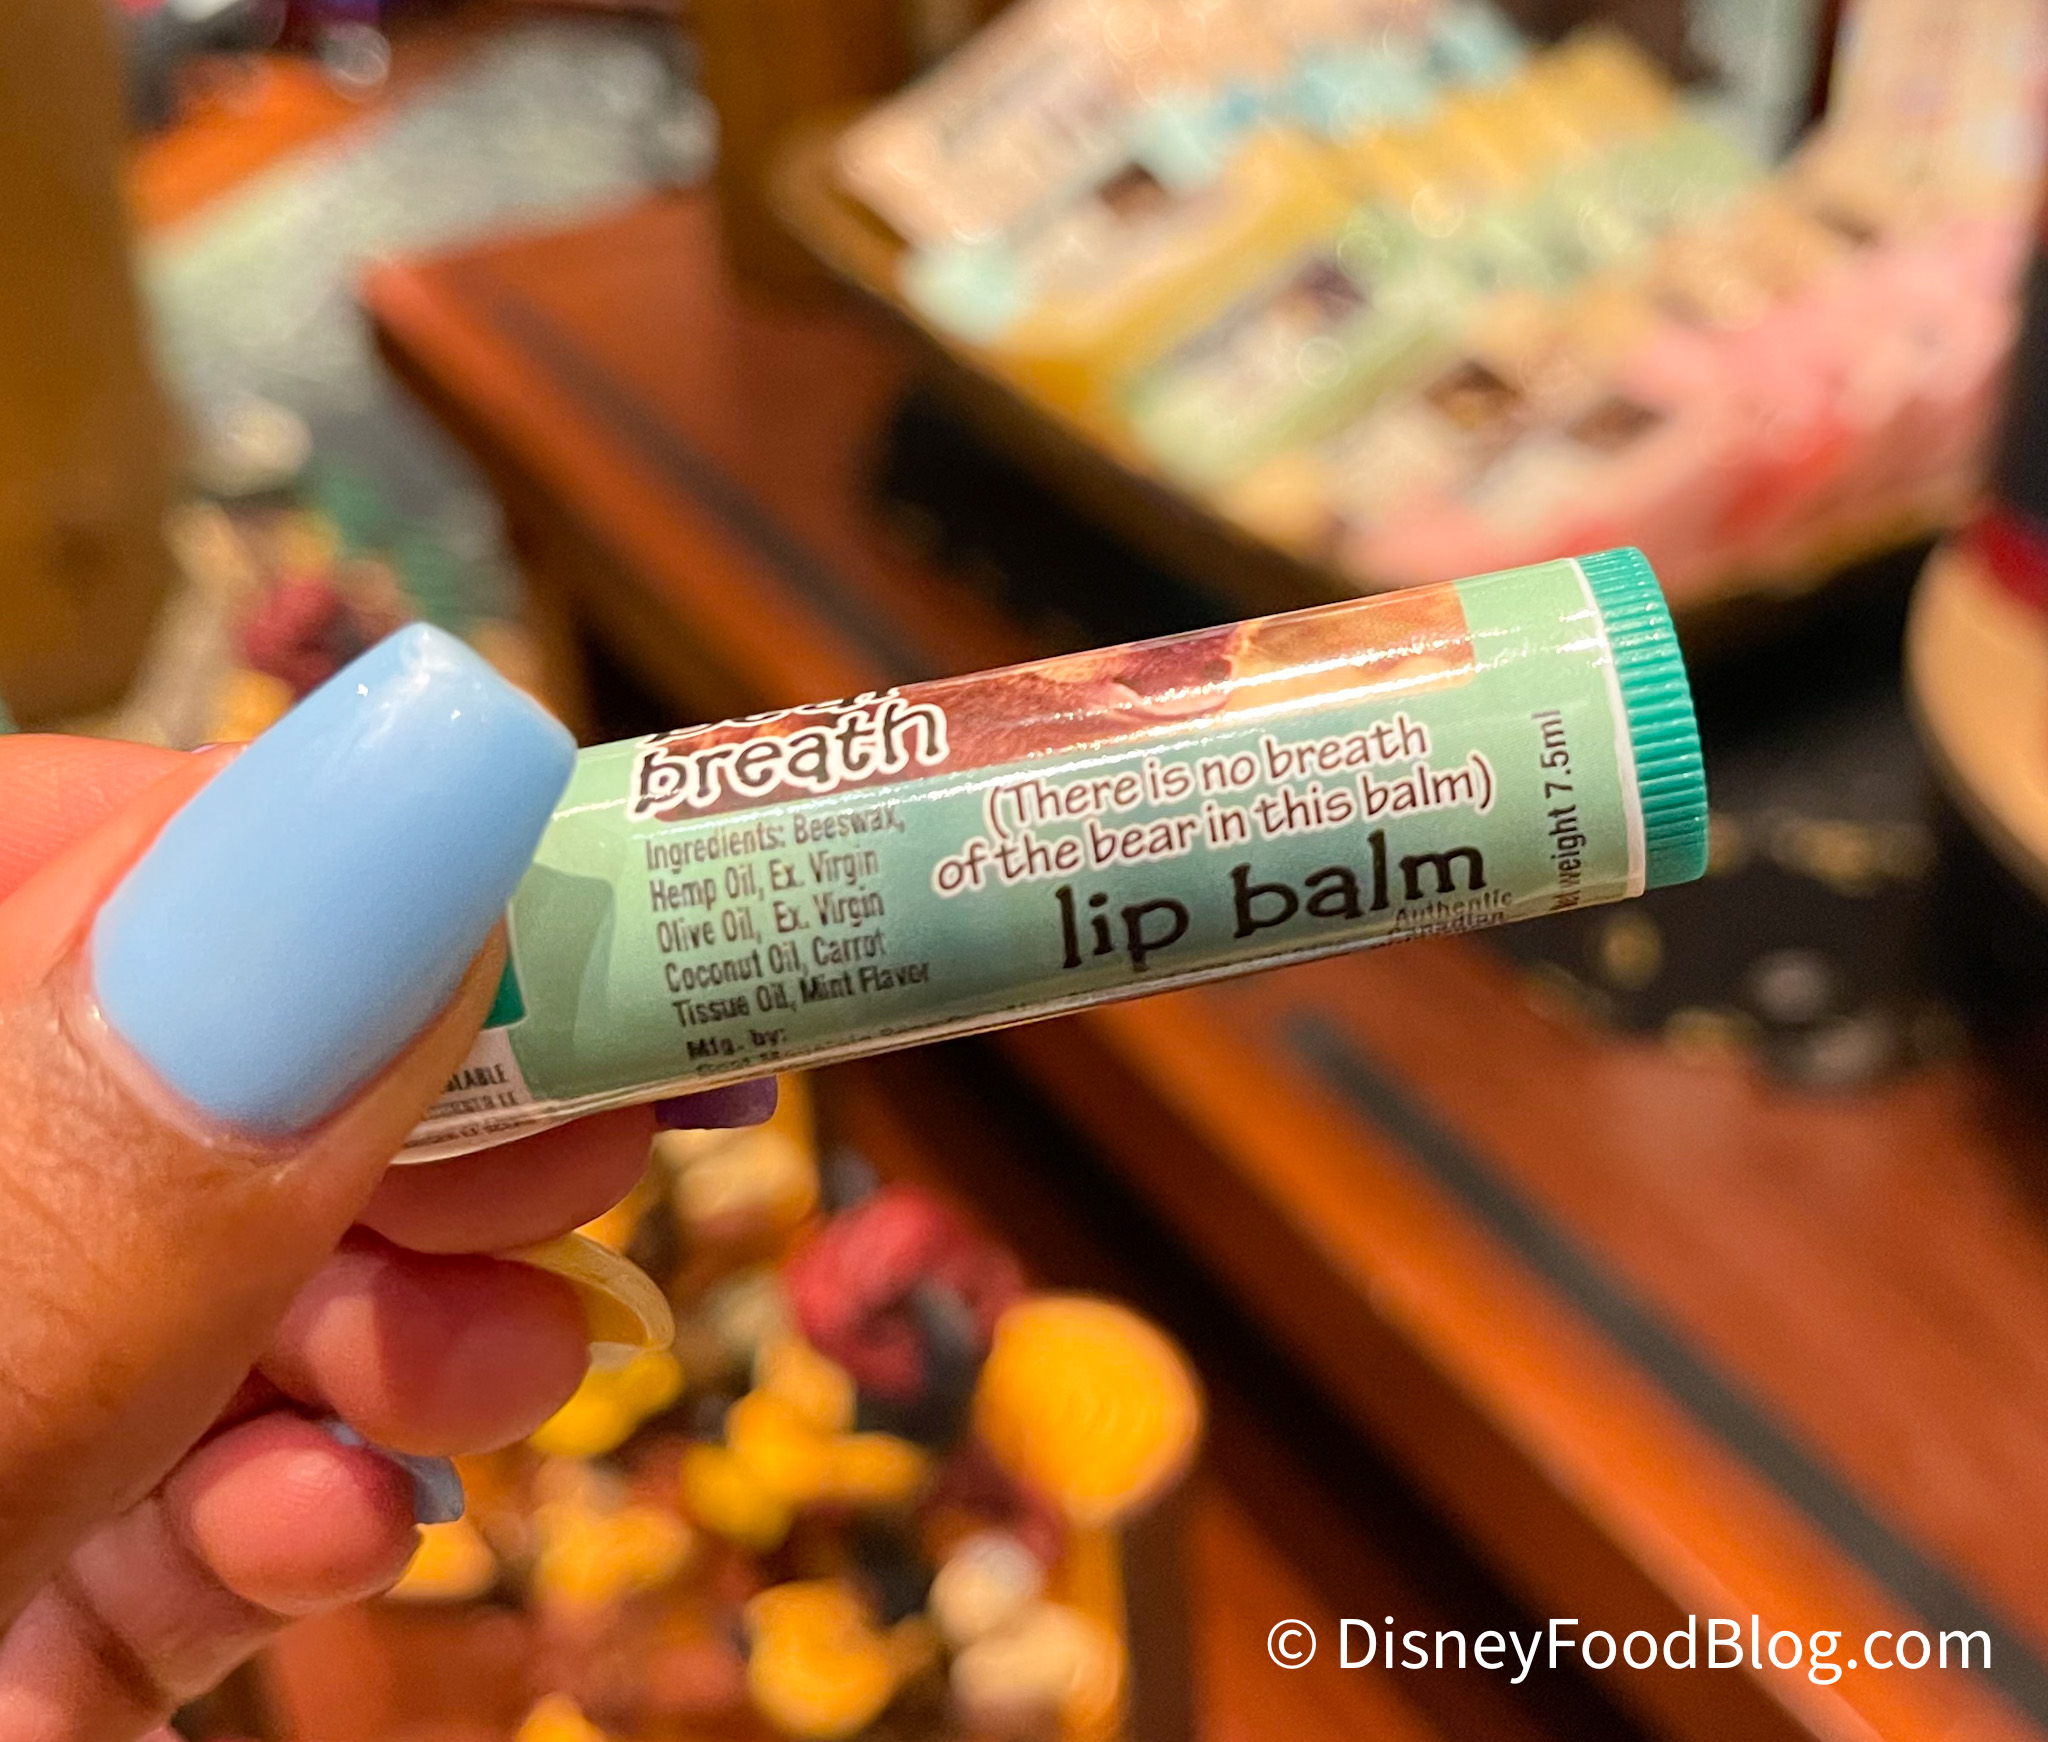 breath
(There is no breath
of the bear in this balm)
lip balm
Authentic
Canadian
Net weight 7.5ml
Ingredients: Beeswax,
Hemp Oil, Ex. Virgin
Olive Oil, Ex. Virgin
Coconut Oil, Carrot
Tissue Oil, Mint Flavor
Mfg. by:
© DisneyFoodBlog.com